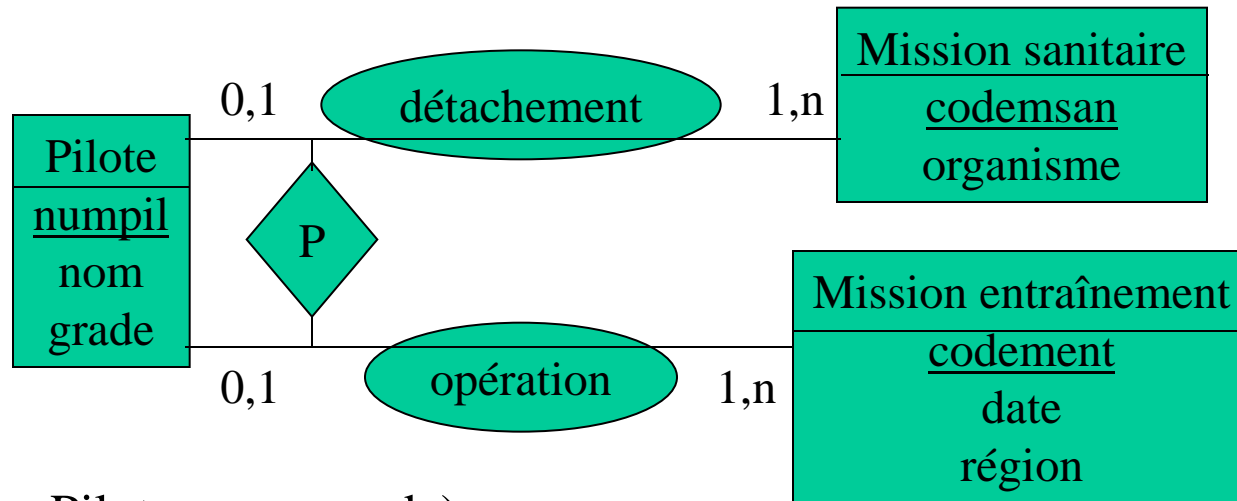 Mission sanitaire
codemsan
organisme
0,1
détachement
1,n
Pilote
numpil
nom
grade
P
Mission entraînement
codement
date
région
0,1
opération
1,n